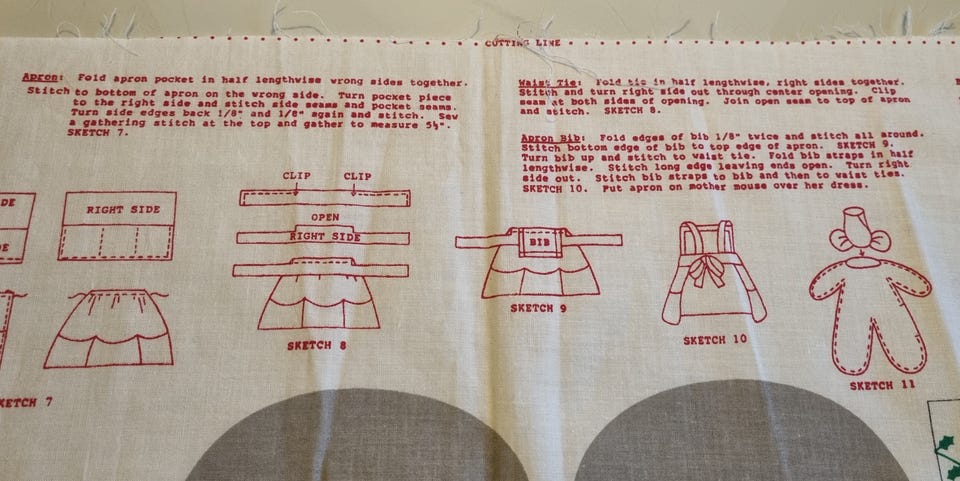 CUTTING LINE
Apron: Fold apron pocket in half lengthwise wrong sides together.
Stitch to bottom of apron on the wrong side. Turn pocket piece
to the right side and stitch side seams and pocket seams.
Turn side edges back 1/8" and 1/8" again and stitch. Sew
a gathering stitch at the top and gather to measure 5½".
SKETCH 7.
Waist Tie: Fold tie in half lengthwise, right sides together.
Stitch and turn right side out through center opening. Clip
seam at both sides of opening. Join open seam to top of apron
and stitch. SKETCH 8.
Apron Bib: Fold edges of bib 1/8" twice and stitch all around.
Stitch bottom edge of bib to top edge of apron. SKETCH 9.
Turn bib up and stitch to waist tie. Fold bib straps in half
lengthwise. Stitch long edge leaving ends open. Turn right
side out. Stitch bib straps to bib and then to waist ties.
SKETCH 10. Put apron on mother mouse over her dress.
DE
E
RIGHT SIDE
CLIP CLIP
OPEN
RIGHT SIDE
BIB
SKETCH 8
SKETCH 9
SKETCH 10
SKETCH 11
KETCH 7